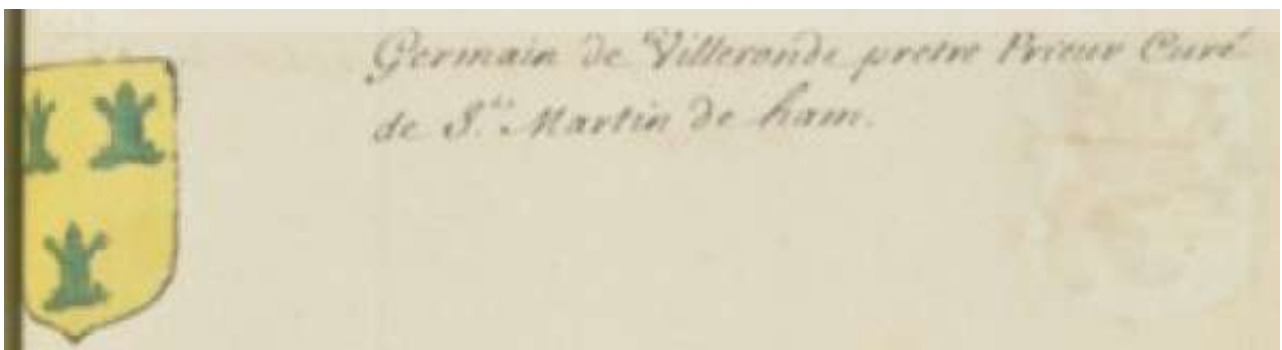 Germain de Villeronde pretre Prieur Curé
de S.^t Martin de ham.